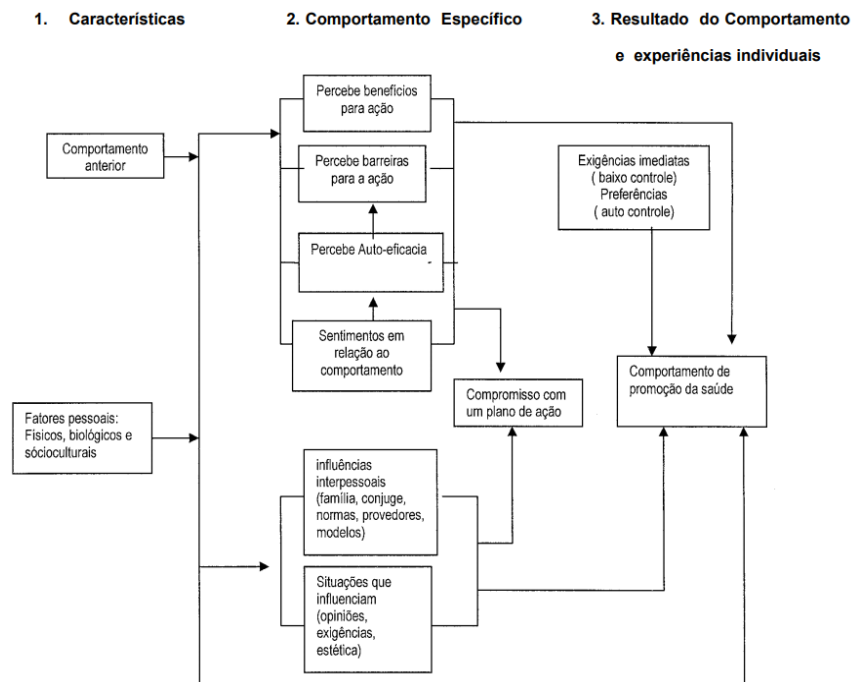 1. Características
2. Comportamento Específico
3. Resultado do Comportamento
e experiências individuais
Comportamento
anterior
Fatores pessoais:
Fisicos, biológicos e
sócioculturais
Percebe beneficios
para ação
Percebe barreiras
para a ação
Percebe Auto-eficacia
Sentimentos em
relação ao
comportamento
influências
interpessoais
(família, conjuge,
normas, provedores,
modelos)
Situações que
influenciam
(opiniões,
exigências,
estética)
Compromisso com
um plano de ação
Exigências imediatas
( baixo controle)
Preferências
( auto controle)
Comportamento de
promoção da saúde